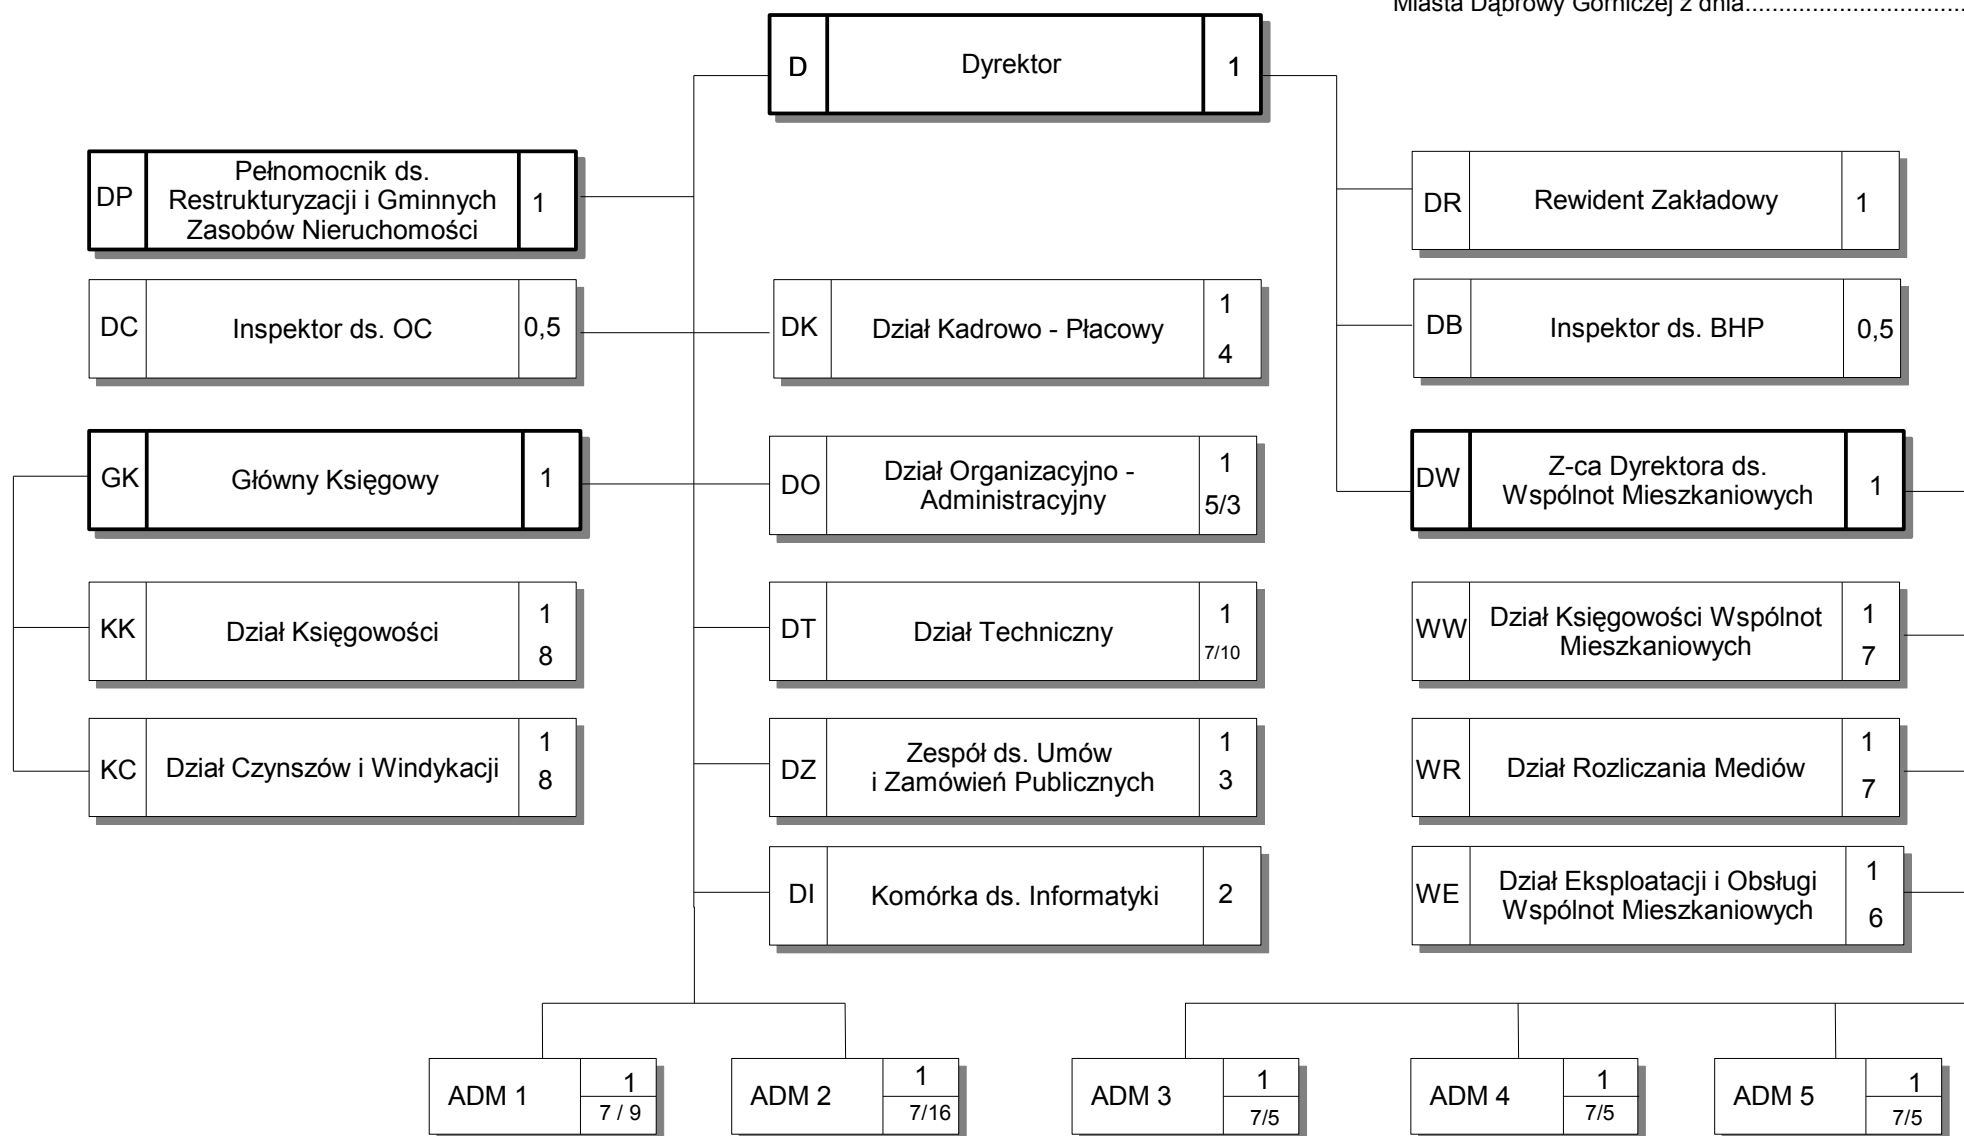 Miasta Dąbrowy Górniczej z dnia.................................
D
Dyrektor
1
DP
Pełnomocnik ds.
Restrukturyzacji i Gminnych
Zasobów Nieruchomości
1
DR
Rewident Zakładowy
1
DC
Inspektor ds. OC
0,5
DK
Dział Kadrowo - Płacowy
1
4
DB
Inspektor ds. BHP
0,5
GK
Główny Księgowy
1
DO
Dział Organizacyjno -
Administracyjny
1
5/3
DW
Z-ca Dyrektora ds.
Wspólnot Mieszkaniowych
1
KK
Dział Księgowości
1
8
DT
Dział Techniczny
1
7/10
WW
Dział Księgowości Wspólnot
Mieszkaniowych
1
7
KC
Dział Czynszów i Windykacji
1
8
DZ
Zespół ds. Umów
i Zamówień Publicznych
1
3
WR
Dział Rozliczania Mediów
1
7
DI
Komórka ds. Informatyki
2
WE
Dział Eksploatacji i Obsługi
Wspólnot Mieszkaniowych
1
6
ADM 1
1
7 / 9
ADM 2
1
7/16
ADM 3
1
7/5
ADM 4
1
7/5
ADM 5
1
7/5